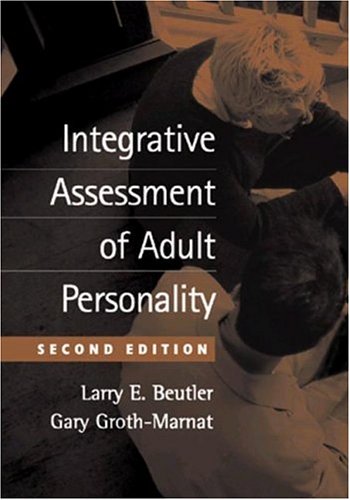 Integrative
Assessment
of Adult
Personality
SECOND EDITION
Larry E. Beutler
Gary Groth-Marnat